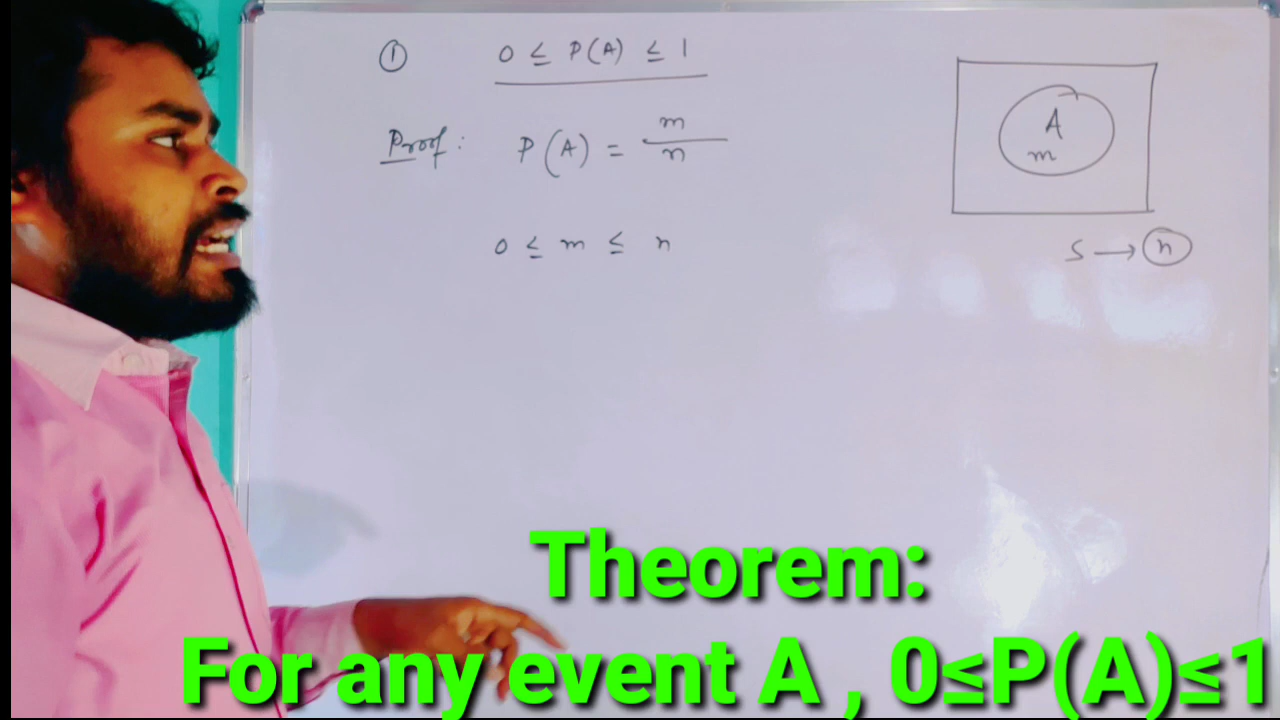 ① 0 ≤ P(A) ≤ 1
Proof: P(A) = m/n
0 ≤ m ≤ n
A
m
S → n
Theorem:
For any event A , 0≤P(A)≤1